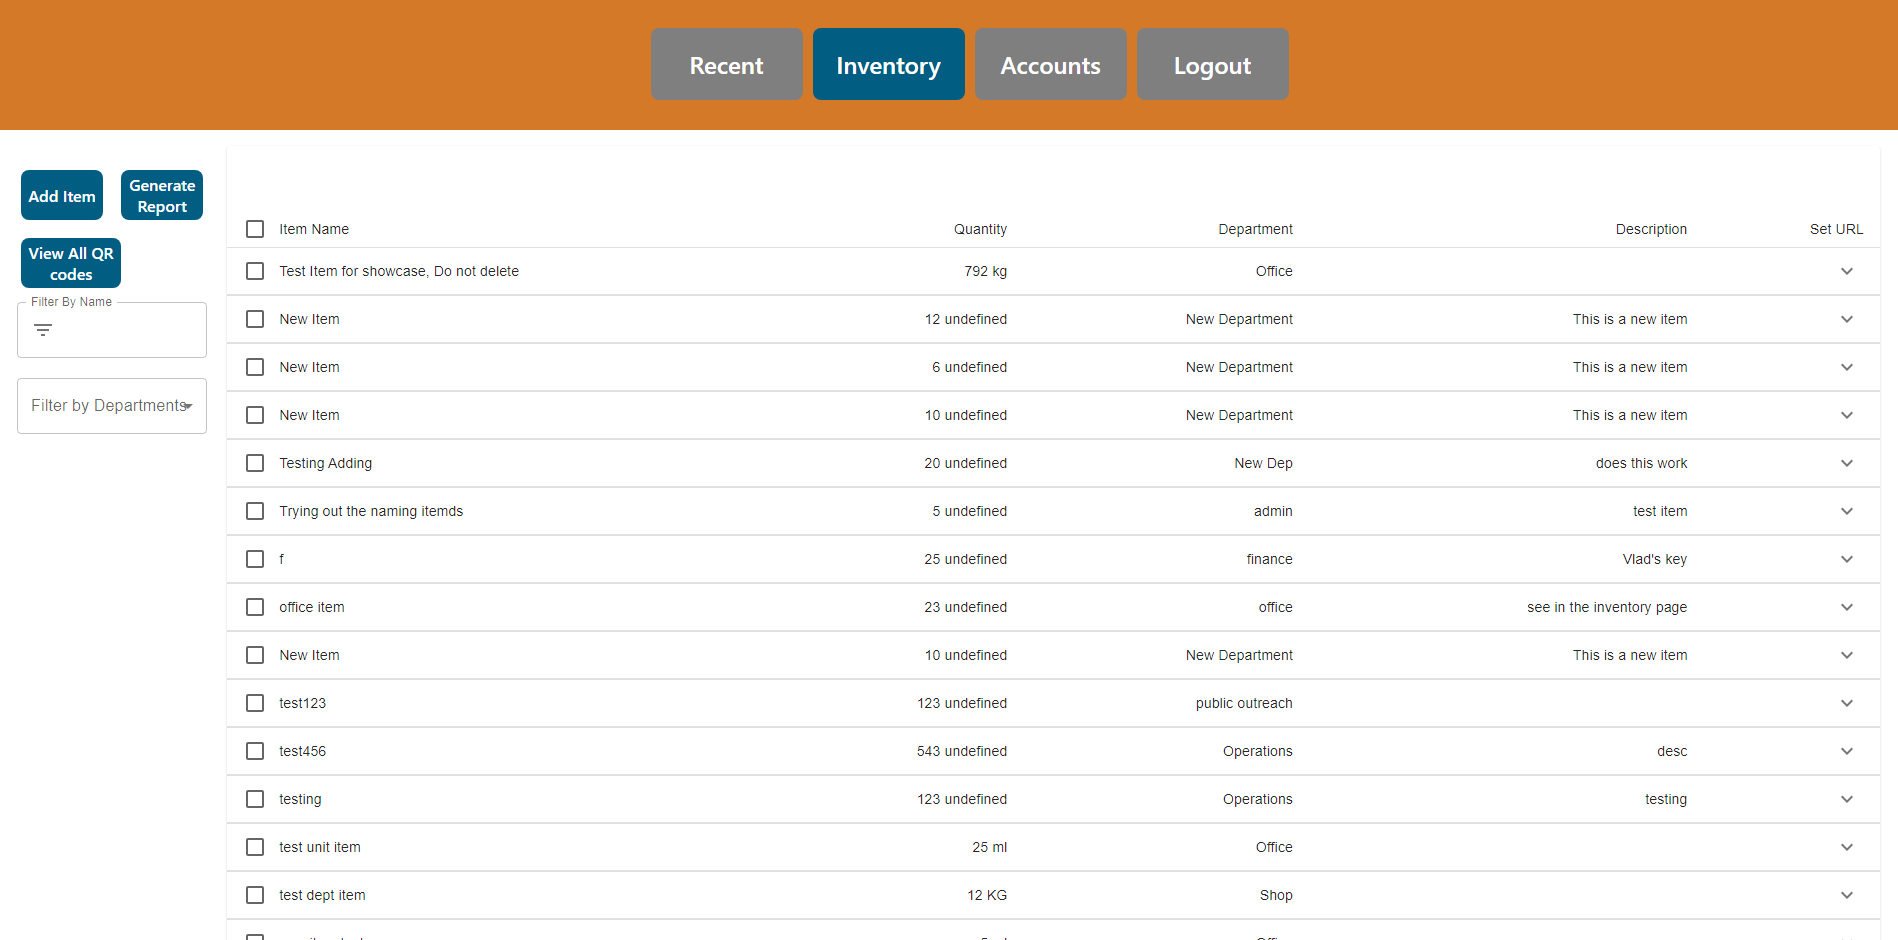 Recent Inventory Accounts Logout
Add Item
Generate
Report
View All QR
codes
Filter By Name
Filter by Departments
Item Name Quantity Department Description Set URL
Test Item for showcase, Do not delete 792 kg Office
New Item 12 undefined New Department This is a new item
New Item 6 undefined New Department This is a new item
New Item 10 undefined New Department This is a new item
Testing Adding 20 undefined New Dep does this work
Trying out the naming itemds 5 undefined admin test item
f 25 undefined finance Vlad's key
office item 23 undefined office see in the inventory page
New Item 10 undefined New Department This is a new item
test123 123 undefined public outreach
test456 543 undefined Operations desc
testing 123 undefined Operations testing
test unit item 25 ml Office
test dept item 12 KG Shop